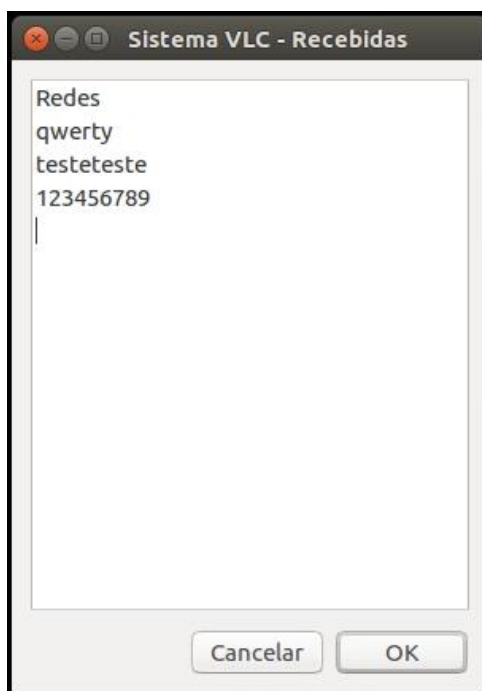 Sistema VLC - Recebidas
Redes
qwerty
testeteste
123456789
Cancelar
OK